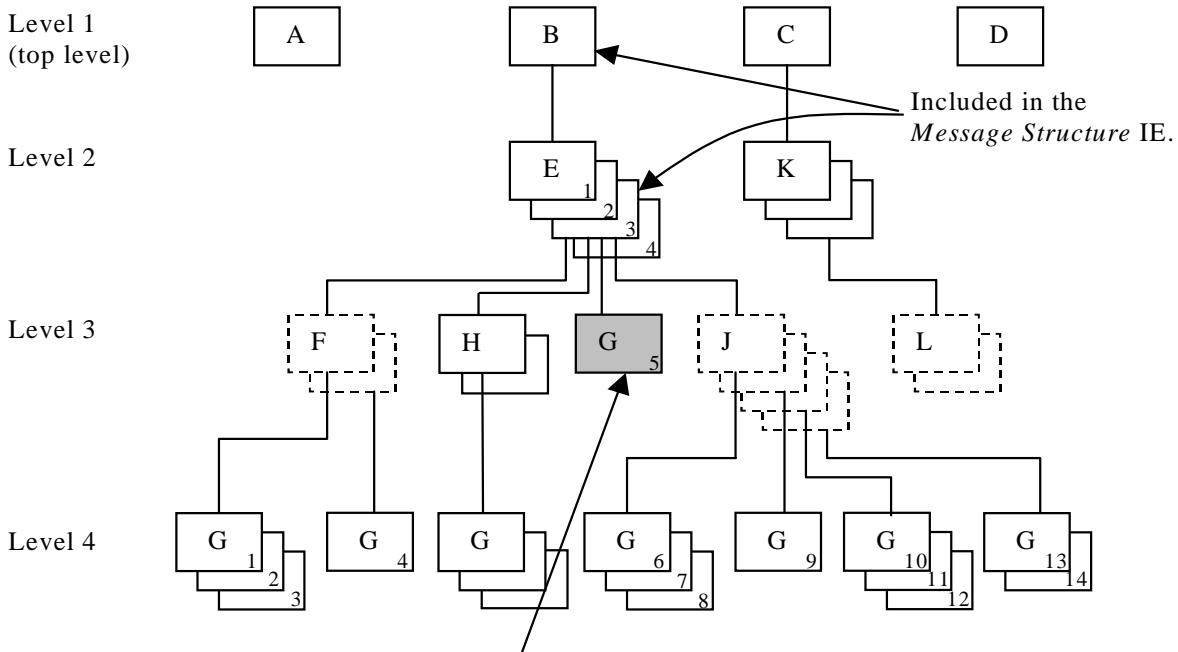 Level 1
(top level)
A
B
C
D
Included in the
Message Structure IE.
Level 2
E
1
2
3
4
K
Level 3
F
H
G
5
J
L
Level 4
G
1
2
3
G
4
G
G
6
7
8
G
9
G
10
11
12
G
13
14